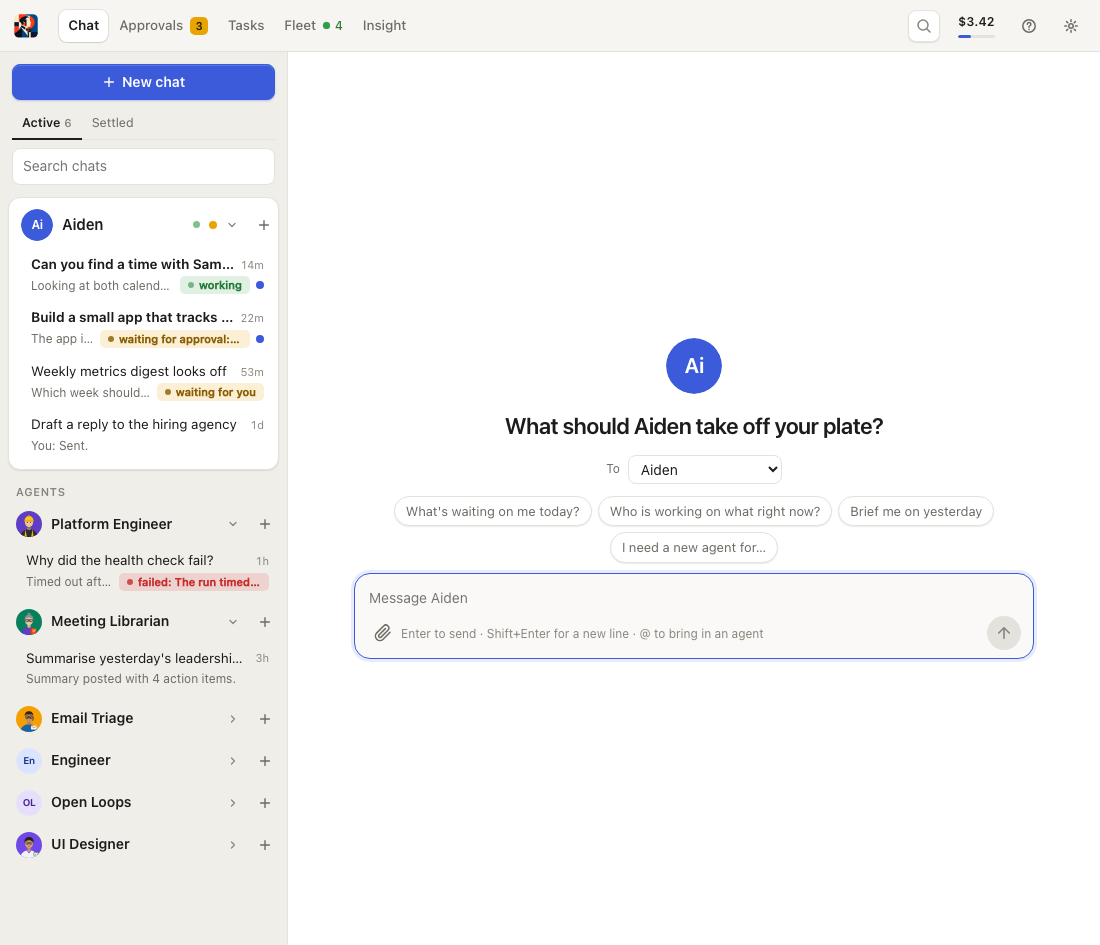 Chat
Approvals 3
Tasks
Fleet 4
Insight
$3.42
+ New chat
Active 6
Settled
Search chats
Ai
Aiden
Can you find a time with Sam... 14m
Looking at both calend... working
Build a small app that tracks ... 22m
The app i... waiting for approval:...
Weekly metrics digest looks off 53m
Which week should... waiting for you
Draft a reply to the hiring agency 1d
You: Sent.
AGENTS
Platform Engineer
Why did the health check fail? 1h
Timed out aft... failed: The run timed...
Meeting Librarian
Summarise yesterday's leadershi... 3h
Summary posted with 4 action items.
Email Triage
En Engineer
OL Open Loops
UI Designer
Ai
What should Aiden take off your plate?
To Aiden
What's waiting on me today?
Who is working on what right now?
Brief me on yesterday
I need a new agent for...
Message Aiden
Enter to send · Shift+Enter for a new line · @ to bring in an agent